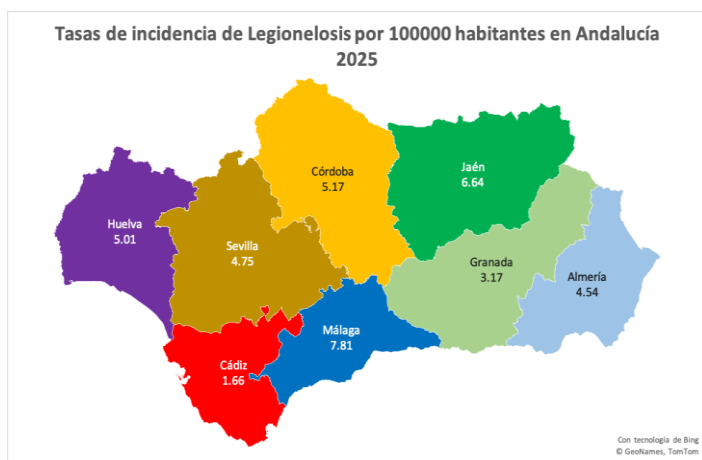 Tasas de incidencia de Legionelosis por 100000 habitantes en Andalucía
2025
Córdoba
5.17
Jaén
6.64
Huelva
5.01
Sevilla
4.75
Granada
3.17
Almería
4.54
Málaga
7.81
Cádiz
1.66
Con tecnología de Bing
© GeoNames, TomTom